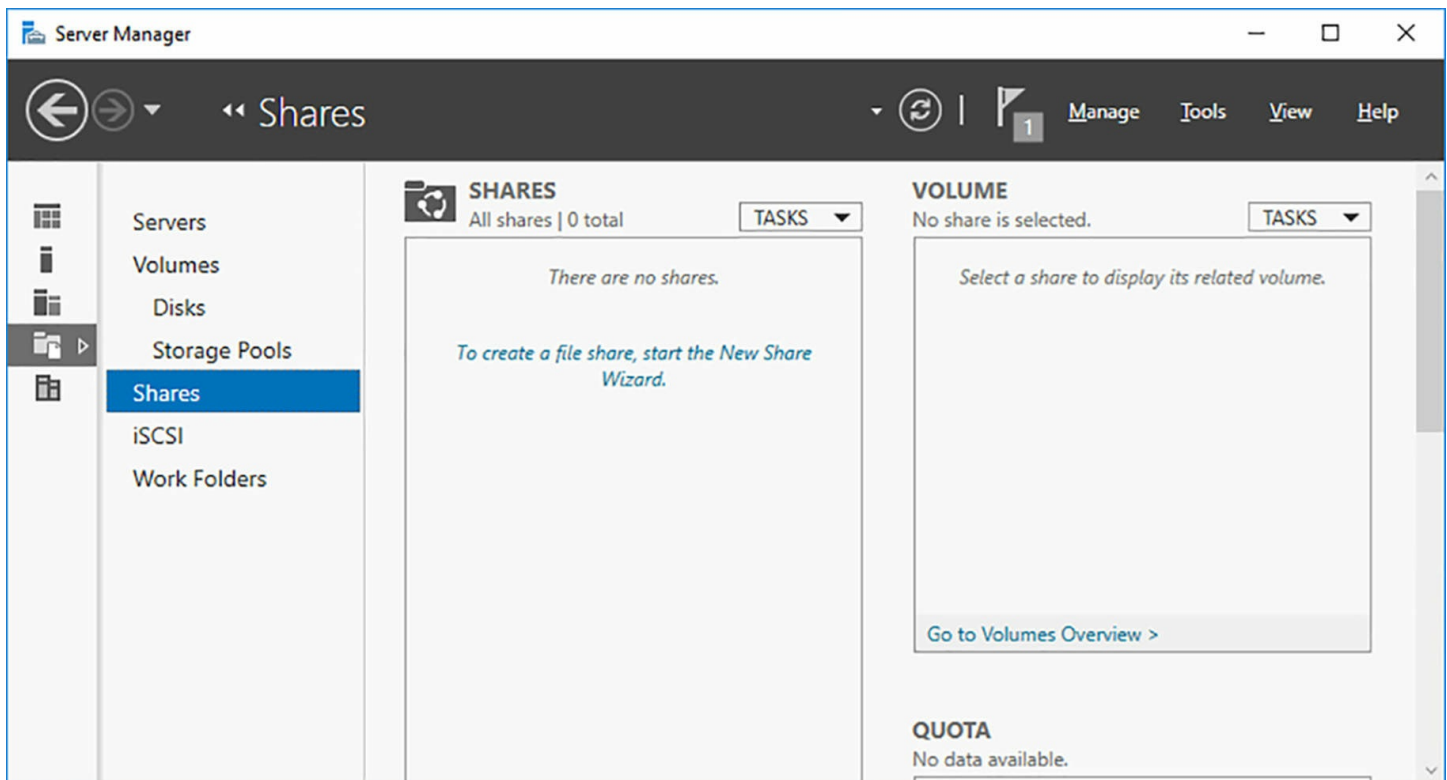 Server Manager
Shares
1
Manage Tools View Help
Servers
Volumes
Disks
Storage Pools
Shares
iSCSI
Work Folders
SHARES
All shares | 0 total
TASKS
There are no shares.
To create a file share, start the New Share
Wizard.
VOLUME
No share is selected.
TASKS
Select a share to display its related volume.
Go to Volumes Overview >
QUOTA
No data available.